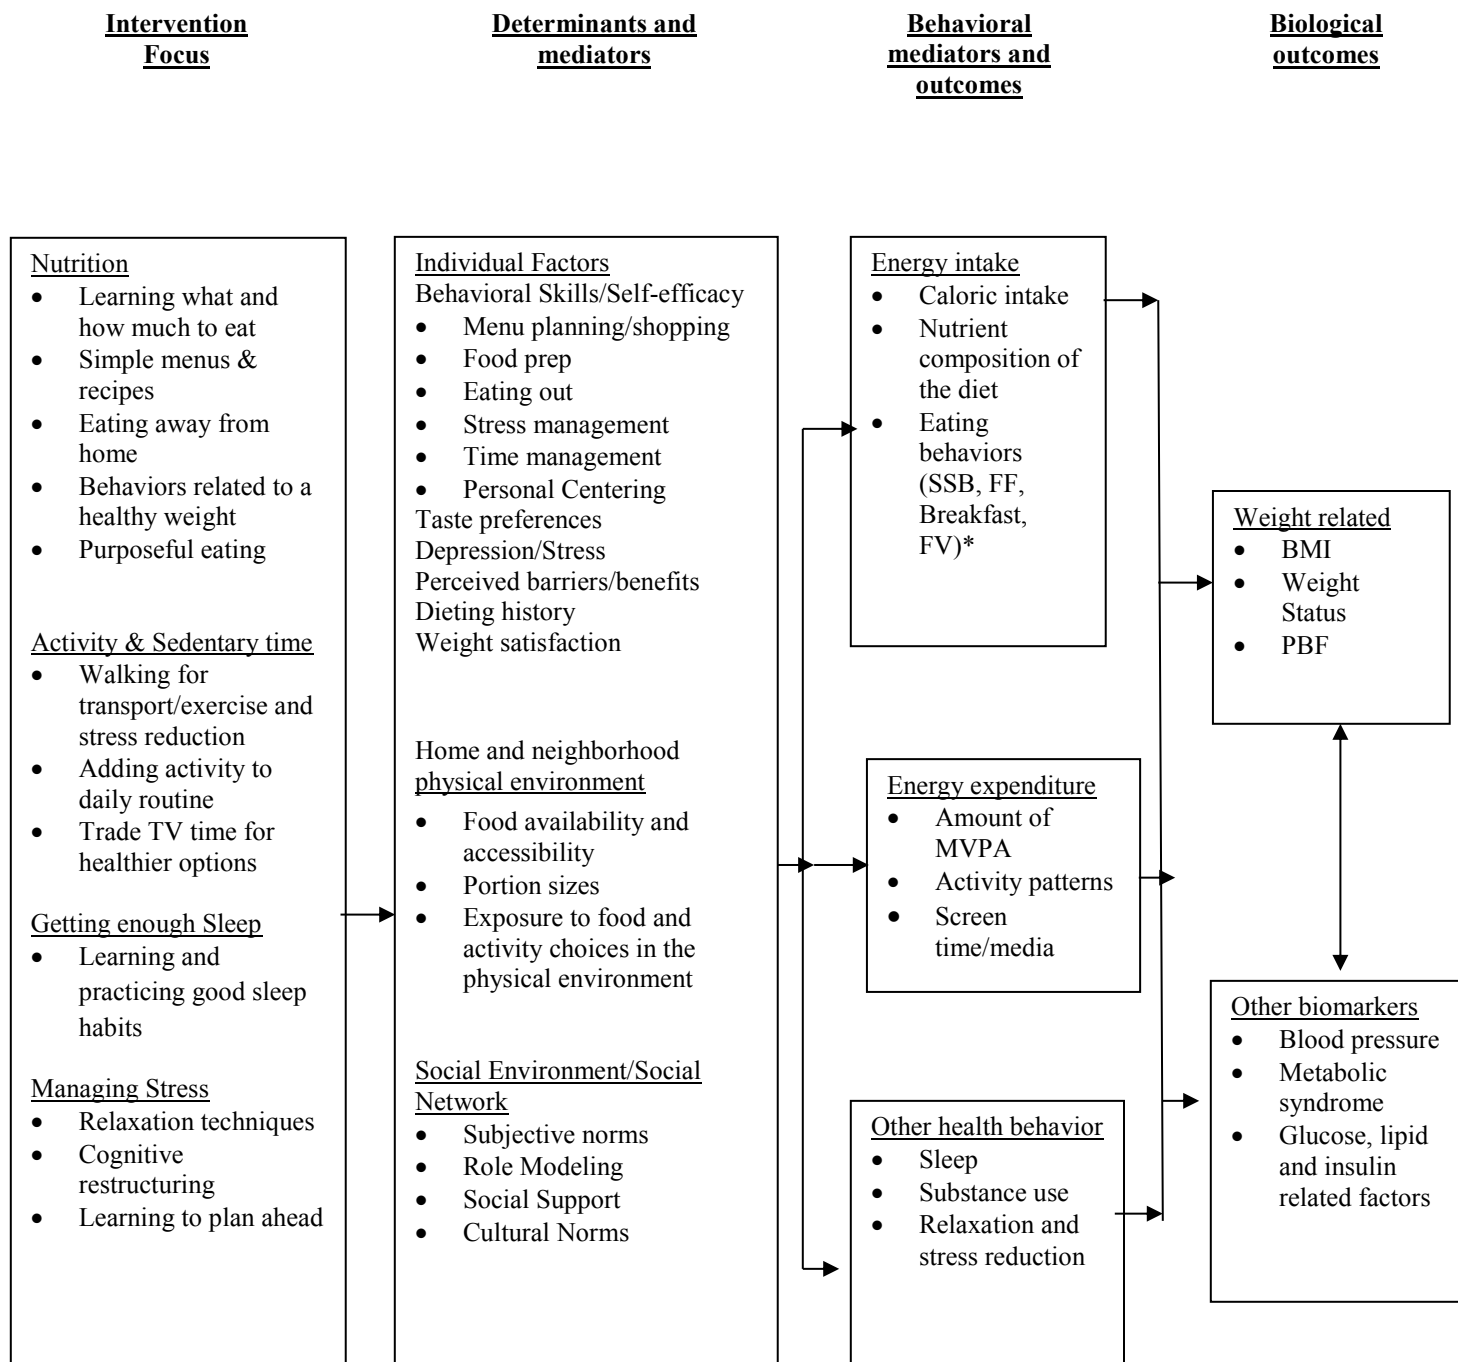 Intervention
Focus
Determinants and
mediators
Behavioral
mediators and
outcomes
Biological
outcomes
Nutrition
• Learning what and
how much to eat
• Simple menus &
recipes
• Eating away from
home
• Behaviors related to a
healthy weight
• Purposeful eating
Activity & Sedentary time
• Walking for
transport/exercise and
stress reduction
• Adding activity to
daily routine
• Trade TV time for
healthier options
Getting enough Sleep
• Learning and
practicing good sleep
habits
Managing Stress
• Relaxation techniques
• Cognitive
restructuring
• Learning to plan ahead
Individual Factors
Behavioral Skills/Self-efficacy
• Menu planning/shopping
• Food prep
• Eating out
• Stress management
• Time management
• Personal Centering
Taste preferences
Depression/Stress
Perceived barriers/benefits
Dieting history
Weight satisfaction
Home and neighborhood
physical environment
• Food availability and
accessibility
• Portion sizes
• Exposure to food and
activity choices in the
physical environment
Social Environment/Social
Network
• Subjective norms
• Role Modeling
• Social Support
• Cultural Norms
Energy intake
• Caloric intake
• Nutrient
composition of
the diet
• Eating
behaviors
(SSB, FF,
Breakfast,
FV)*
Energy expenditure
• Amount of
MVPA
• Activity patterns
• Screen
time/media
Other health behavior
• Sleep
• Substance use
• Relaxation and
stress reduction
Weight related
• BMI
• Weight
Status
• PBF
Other biomarkers
• Blood pressure
• Metabolic
syndrome
• Glucose, lipid
and insulin
related factors